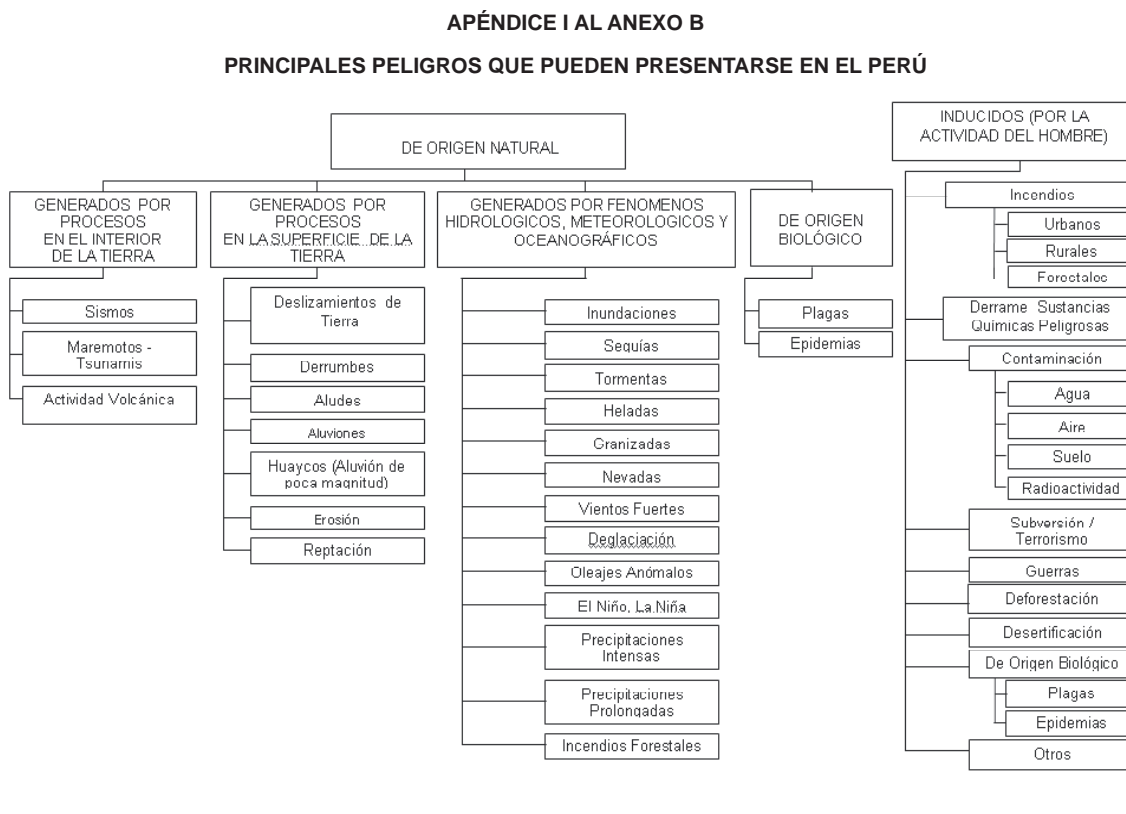 APÉNDICE I AL ANEXO B
PRINCIPALES PELIGROS QUE PUEDEN PRESENTARSE EN EL PERÚ
DE ORIGEN NATURAL
GENERADOS POR
PROCESOS
EN EL INTERIOR
DE LA TIERRA
Sismos
Maremotos -
Tsunamis
Actividad Volcánica
GENERADOS POR
PROCESOS
EN LA SUPERFICIE DE LA
TIERRA
Deslizamientos de
Tierra
Derrumbes
Aludes
Aluviones
Huaycos (Aluvión de
poca magnitud)
Erosión
Reptación
GENERADOS POR FENOMENOS
HIDROLOGICOS, METEOROLOGICOS Y
OCEANOGRÁFICOS
Inundaciones
Sequías
Tormentas
Heladas
Granizadas
Nevadas
Vientos Fuertes
Deglaciación
Oleajes Anómalos
El Niño, La Niña
Precipitaciones
Intensas
Precipitaciones
Prolongadas
Incendios Forestales
DE ORIGEN
BIOLÓGICO
Plagas
Epidemias
INDUCIDOS (POR LA
ACTIVIDAD DEL HOMBRE)
Incendios
Urbanos
Rurales
Forestales
Derrame Sustancias
Químicas Peligrosas
Contaminación
Agua
Aire
Suelo
Radioactividad
Subversión /
Terrorismo
Guerras
Deforestación
Desertificación
De Origen Biológico
Plagas
Epidemias
Otros